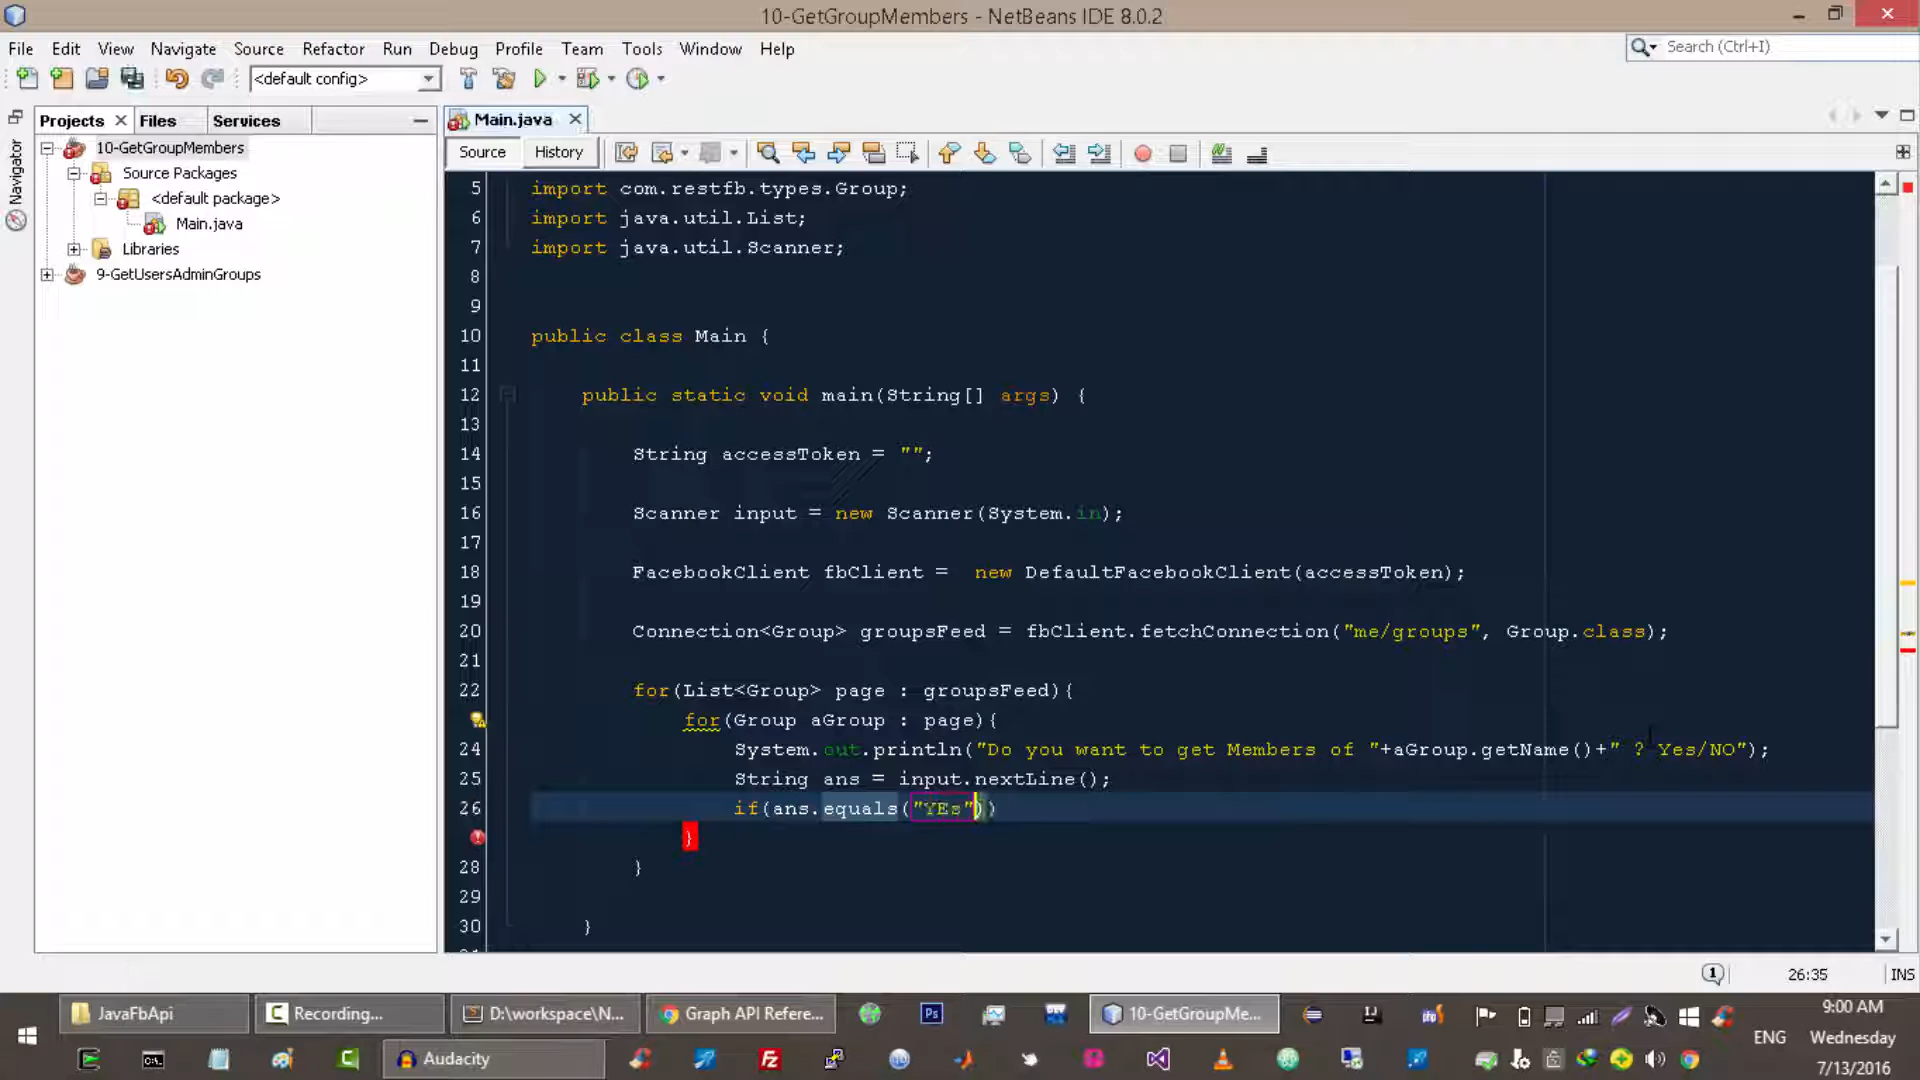 10-GetGroupMembers - NetBeans IDE 8.0.2
File Edit View Navigate Source Refactor Run Debug Profile Team Tools Window Help
Search (Ctrl+I)
<default config>
Projects Files Services
Main.java
Source History
Navigator
10-GetGroupMembers
Source Packages
<default package>
Main.java
Libraries
9-GetUsersAdminGroups
5 import com.restfb.types.Group;
6 import java.util.List;
7 import java.util.Scanner;
8
9
10 public class Main {
11
12 public static void main(String[] args) {
13
14 String accessToken = "";
15
16 Scanner input = new Scanner(System.in);
17
18 FacebookClient fbClient =  new DefaultFacebookClient(accessToken);
19
20 Connection<Group> groupsFeed = fbClient.fetchConnection("me/groups", Group.class);
21
22 for(List<Group> page : groupsFeed){
for(Group aGroup : page){
24 System.out.println("Do you want to get Members of "+aGroup.getName()+" ? Yes/NO");
25 String ans = input.nextLine();
26 if(ans.equals("YEs"))
}
28 }
29
30 }
1
26:35
INS
JavaFbApi
Recording...
D:\workspace\N...
Graph API Refere...
Ps
10-GetGroupMe...
9:00 AM
ENG
Wednesday
Audacity
Fz
7/13/2016